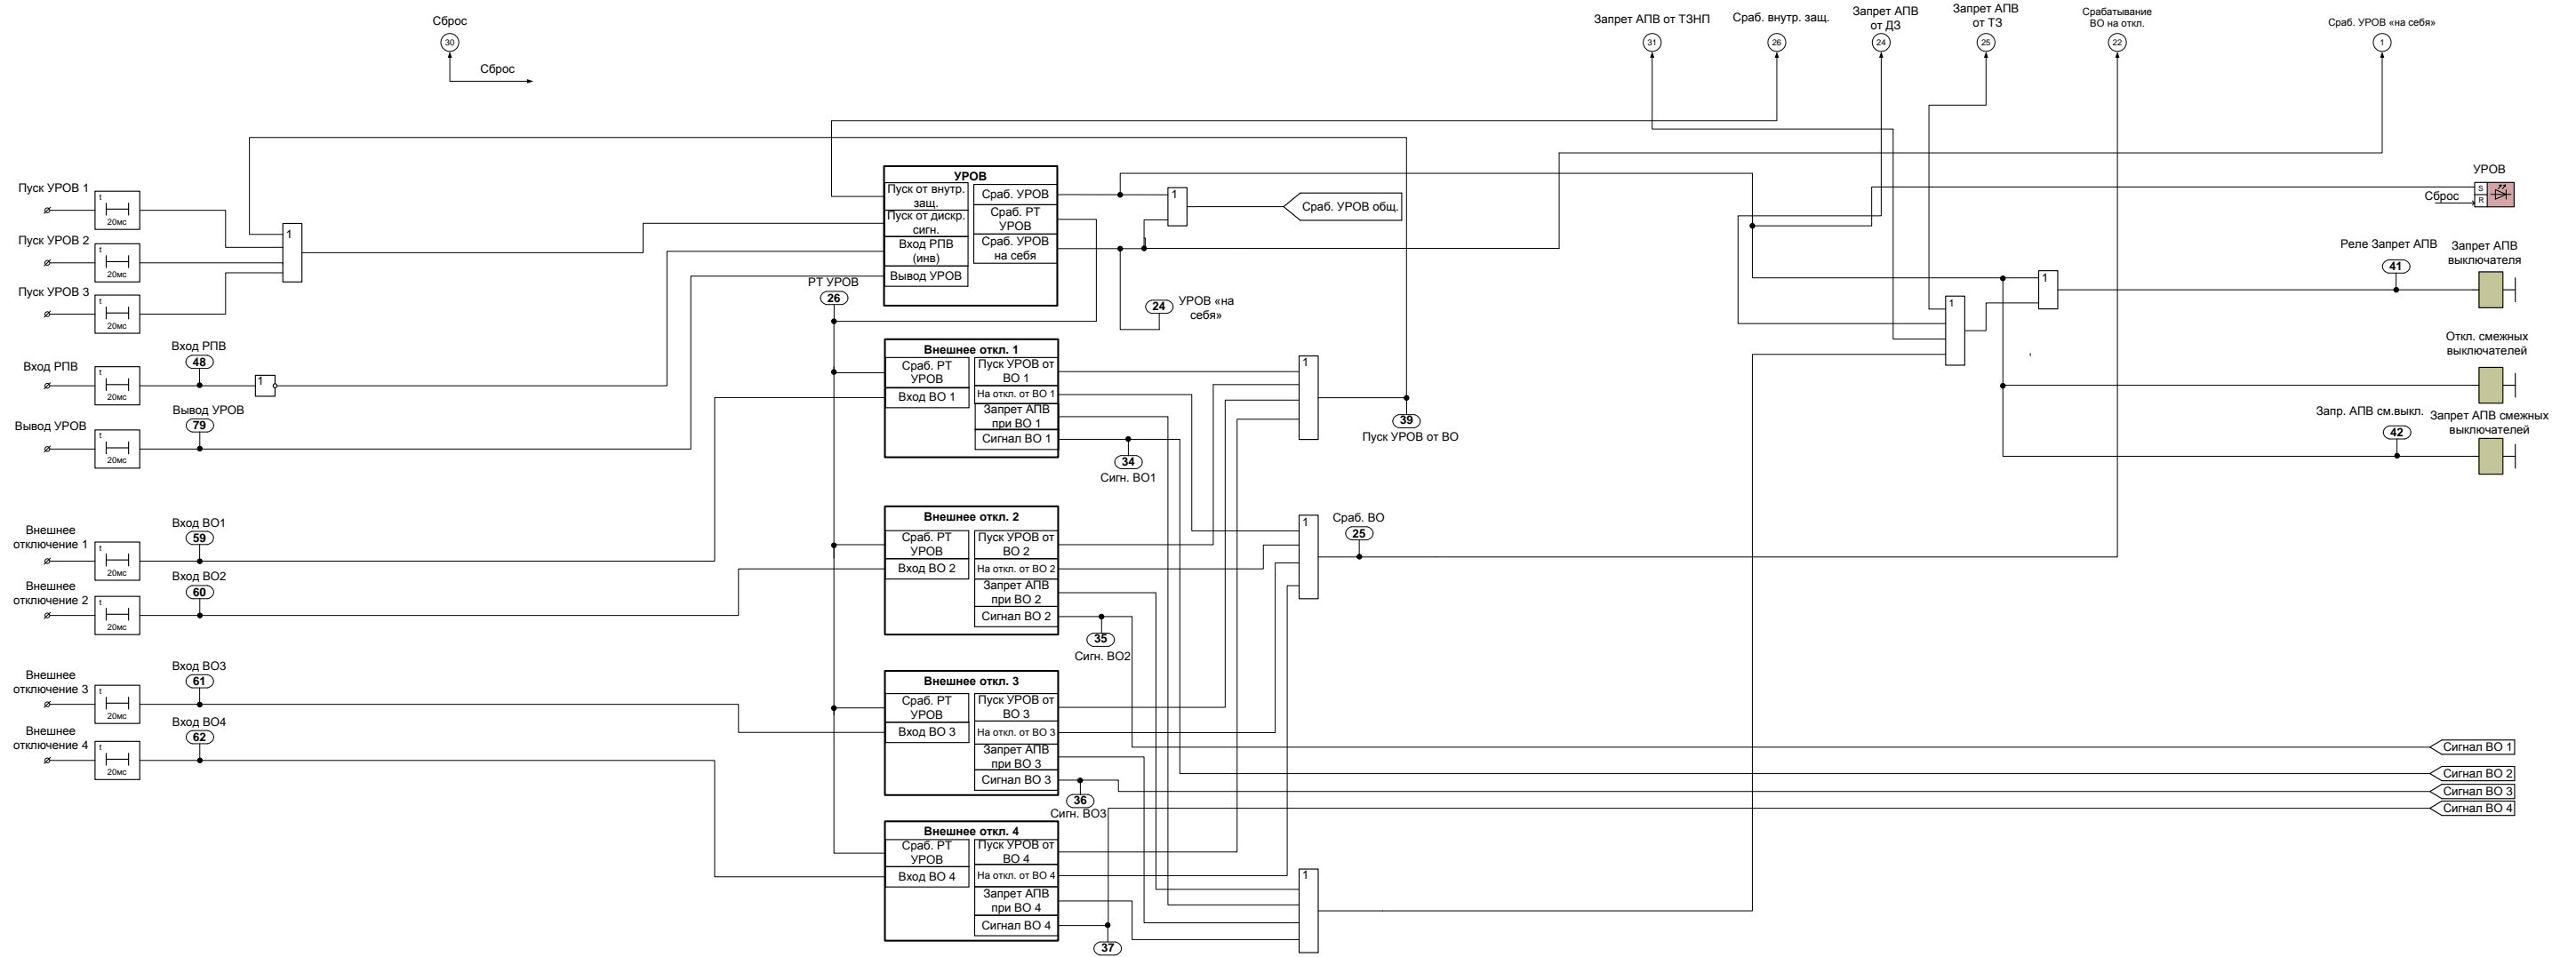 Сброс
30
Сброс
Запрет АПВ от ТЗНП
31
Сраб. внутр. защ.
26
Запрет АПВ
от ДЗ
24
Запрет АПВ
от ТЗ
25
Срабатывание
ВО на откл.
22
Сраб. УРОВ «на себя»
1
Пуск УРОВ 1
t
20мс
Пуск УРОВ 2
t
20мс
Пуск УРОВ 3
t
20мс
1
Вход РПВ
t
20мс
Вход РПВ
48
1
Вывод УРОВ
t
20мс
Вывод УРОВ
79
Внешнее
отключение 1
t
20мс
Вход ВО1
59
Внешнее
отключение 2
t
20мс
Вход ВО2
60
Внешнее
отключение 3
t
20мс
Вход ВО3
61
Внешнее
отключение 4
t
20мс
Вход ВО4
62
УРОВ
Пуск от внутр.
защ.
Пуск от дискр.
сигн.
Вход РПВ
(инв)
Вывод УРОВ
Сраб. УРОВ
Сраб. РТ
УРОВ
Сраб. УРОВ
на себя
РТ УРОВ
26
1
Сраб. УРОВ общ.
24
УРОВ «на
себя»
Внешнее откл. 1
Сраб. РТ
УРОВ
Вход ВО 1
Пуск УРОВ от
ВО 1
На откл. от ВО 1
Запрет АПВ
при ВО 1
Сигнал ВО 1
34
Сигн. ВО1
Внешнее откл. 2
Сраб. РТ
УРОВ
Вход ВО 2
Пуск УРОВ от
ВО 2
На откл. от ВО 2
Запрет АПВ
при ВО 2
Сигнал ВО 2
35
Сигн. ВО2
Внешнее откл. 3
Сраб. РТ
УРОВ
Вход ВО 3
Пуск УРОВ от
ВО 3
На откл. от ВО 3
Запрет АПВ
при ВО 3
Сигнал ВО 3
36
Сигн. ВО3
Внешнее откл. 4
Сраб. РТ
УРОВ
Вход ВО 4
Пуск УРОВ от
ВО 4
На откл. от ВО 4
Запрет АПВ
при ВО 4
Сигнал ВО 4
37
1
39
Пуск УРОВ от ВО
1
Сраб. ВО
25
1
1
1
УРОВ
Сброс
S
R
Реле Запрет АПВ
41
Запрет АПВ
выключателя
Откл. смежных
выключателей
Запр. АПВ см.выкл.
42
Запрет АПВ смежных
выключателей
Сигнал ВО 1
Сигнал ВО 2
Сигнал ВО 3
Сигнал ВО 4